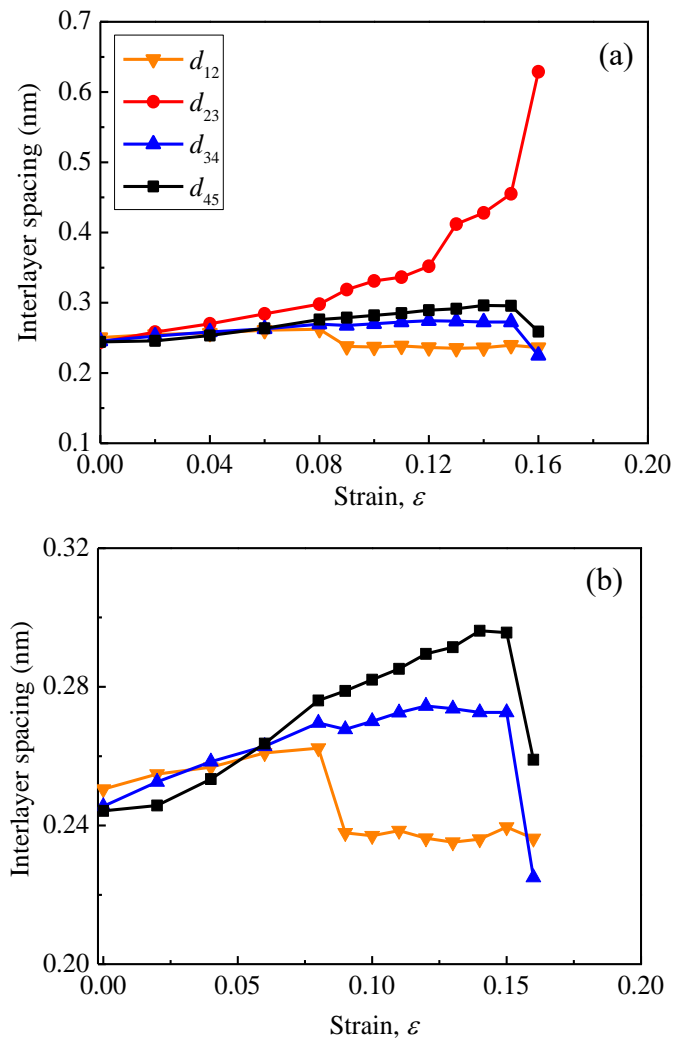 (a)
d12
d23
d34
d45
Interlayer spacing (nm)
0.7
0.6
0.5
0.4
0.3
0.2
0.1
0.00 0.04 0.08 0.12 0.16 0.20
Strain, ε
(b)
Interlayer spacing (nm)
0.32
0.28
0.24
0.20
0.00 0.05 0.10 0.15 0.20
Strain, ε